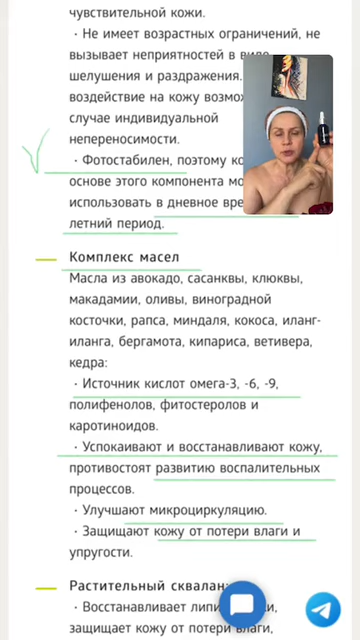 чувствительной кожи.
· Не имеет возрастных ограничений, не
вызывает неприятностей в виде
шелушения и раздражения.
воздействие на кожу
случае индивидуальной
непереносимости.
· Фотостабилен, поэтому
основе этого компонента
использовать в дневное
летний период.
Комплекс масел
Масла из авокадо, сасанквы, клюквы,
макадамии, оливы, виноградной
косточки, рапса, миндаля, кокоса, иланг-
иланга, бергамота, кипариса, ветивера,
кедра:
· Источник кислот омега-3, -6, -9,
полифенолов, фитостеролов и
каротиноидов.
· Успокаивают и восстанавливают кожу,
противостоят развитию воспалительных
процессов.
· Улучшают микроциркуляцию.
· Защищают кожу от потери влаги и
упругости.
Растительный сквалан:
· Восстанавливает
защищает кожу от потери влаги,